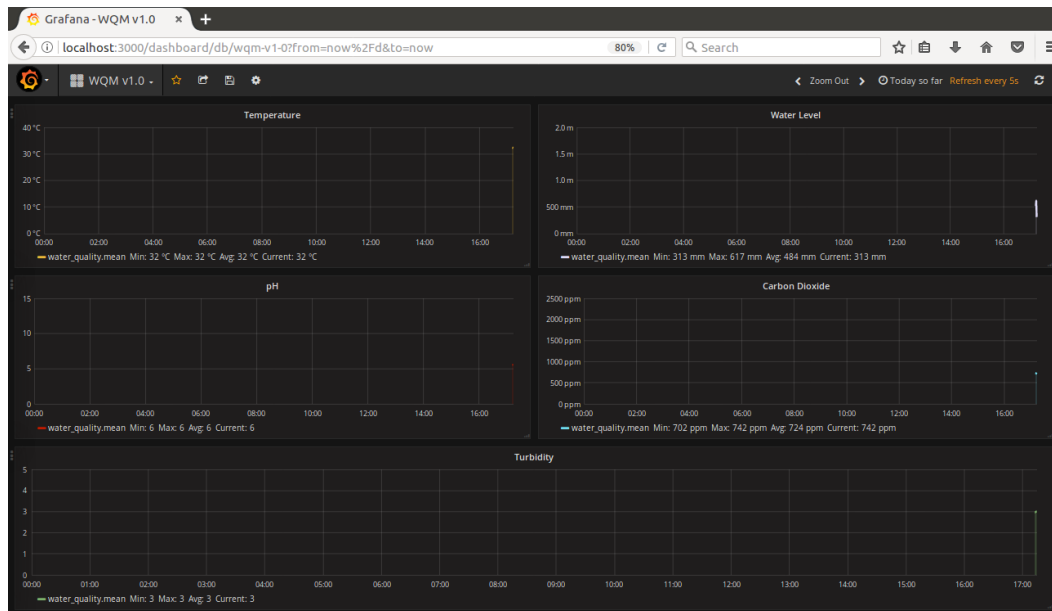 Grafana - WQM v1.0 × +
localhost:3000/dashboard/db/wqm-v1-0?from=now%2Fd&to=now 80% Search
WQM v1.0 Zoom Out Today so far Refresh every 5s
Temperature
40 °C
30 °C
20 °C
10 °C
0 °C
00:00 02:00 04:00 06:00 08:00 10:00 12:00 14:00 16:00
water_quality.mean Min: 32 °C Max: 32 °C Avg: 32 °C Current: 32 °C
Water Level
2.0 m
1.5 m
1.0 m
500 mm
0 mm
00:00 02:00 04:00 06:00 08:00 10:00 12:00 14:00 16:00
water_quality.mean Min: 313 mm Max: 617 mm Avg: 484 mm Current: 313 mm
pH
15
10
5
0
00:00 02:00 04:00 06:00 08:00 10:00 12:00 14:00 16:00
water_quality.mean Min: 6 Max: 6 Avg: 6 Current: 6
Carbon Dioxide
2500 ppm
2000 ppm
1500 ppm
1000 ppm
500 ppm
0 ppm
00:00 02:00 04:00 06:00 08:00 10:00 12:00 14:00 16:00
water_quality.mean Min: 702 ppm Max: 742 ppm Avg: 724 ppm Current: 742 ppm
Turbidity
5
4
3
2
1
0
00:00 01:00 02:00 03:00 04:00 05:00 06:00 07:00 08:00 09:00 10:00 11:00 12:00 13:00 14:00 15:00 16:00 17:00
water_quality.mean Min: 3 Max: 3 Avg: 3 Current: 3